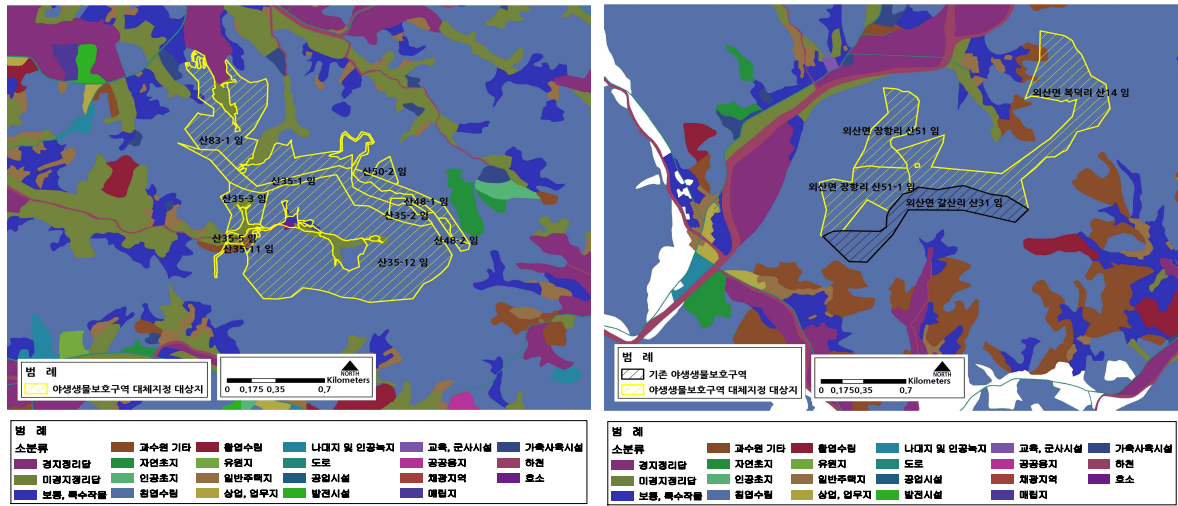 산83-1 임
산50-2 임
산35-1 임
산35-3 임
산48-1 임
산35-2 임
산35-5 임
산35-11 임
산48-2 임
산35-12 임
범 례
야생생물보호구역 대체지정 대상지
NORTH
Kilometers
0 0,175 0,35 0,7
범 례
소분류
경지정리답
미경지정리답
보통, 특수작물
과수원 기타
자연초지
인공초지
침엽수림
활엽수림
유원지
일반주택지
상업, 업무지
나대지 및 인공녹지
도로
공업시설
발전시설
교육, 군사시설
공공용지
채광지역
매립지
가축사육시설
하천
호소
외산면 복덕리 산14 임
외산면 장항리 산51 임
외산면 장항리 산51-1 임
외산면 갈산리 산31 임
범 례
기존 야생생물보호구역
야생생물보호구역 대체지정 대상지
NORTH
Kilometers
0 0,175 0,35 0,7
범 례
소분류
경지정리답
미경지정리답
보통, 특수작물
과수원 기타
자연초지
인공초지
침엽수림
활엽수림
유원지
일반주택지
상업, 업무지
나대지 및 인공녹지
도로
공업시설
발전시설
교육, 군사시설
공공용지
채광지역
매립지
가축사육시설
하천
호소